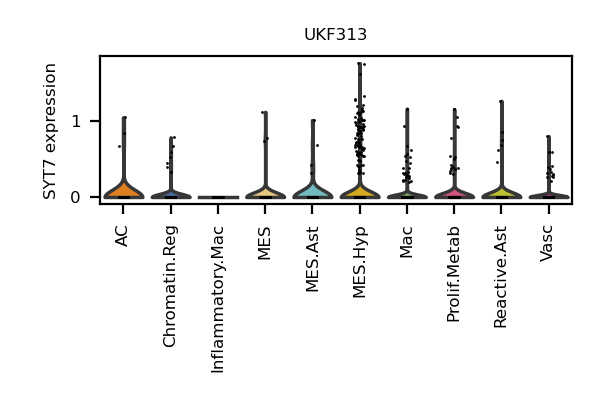 UKF313
SYT7 expression
1
0
AC
Chromatin.Reg
Inflammatory.Mac
MES
MES.Ast
MES.Hyp
Mac
Prolif.Metab
Reactive.Ast
Vasc